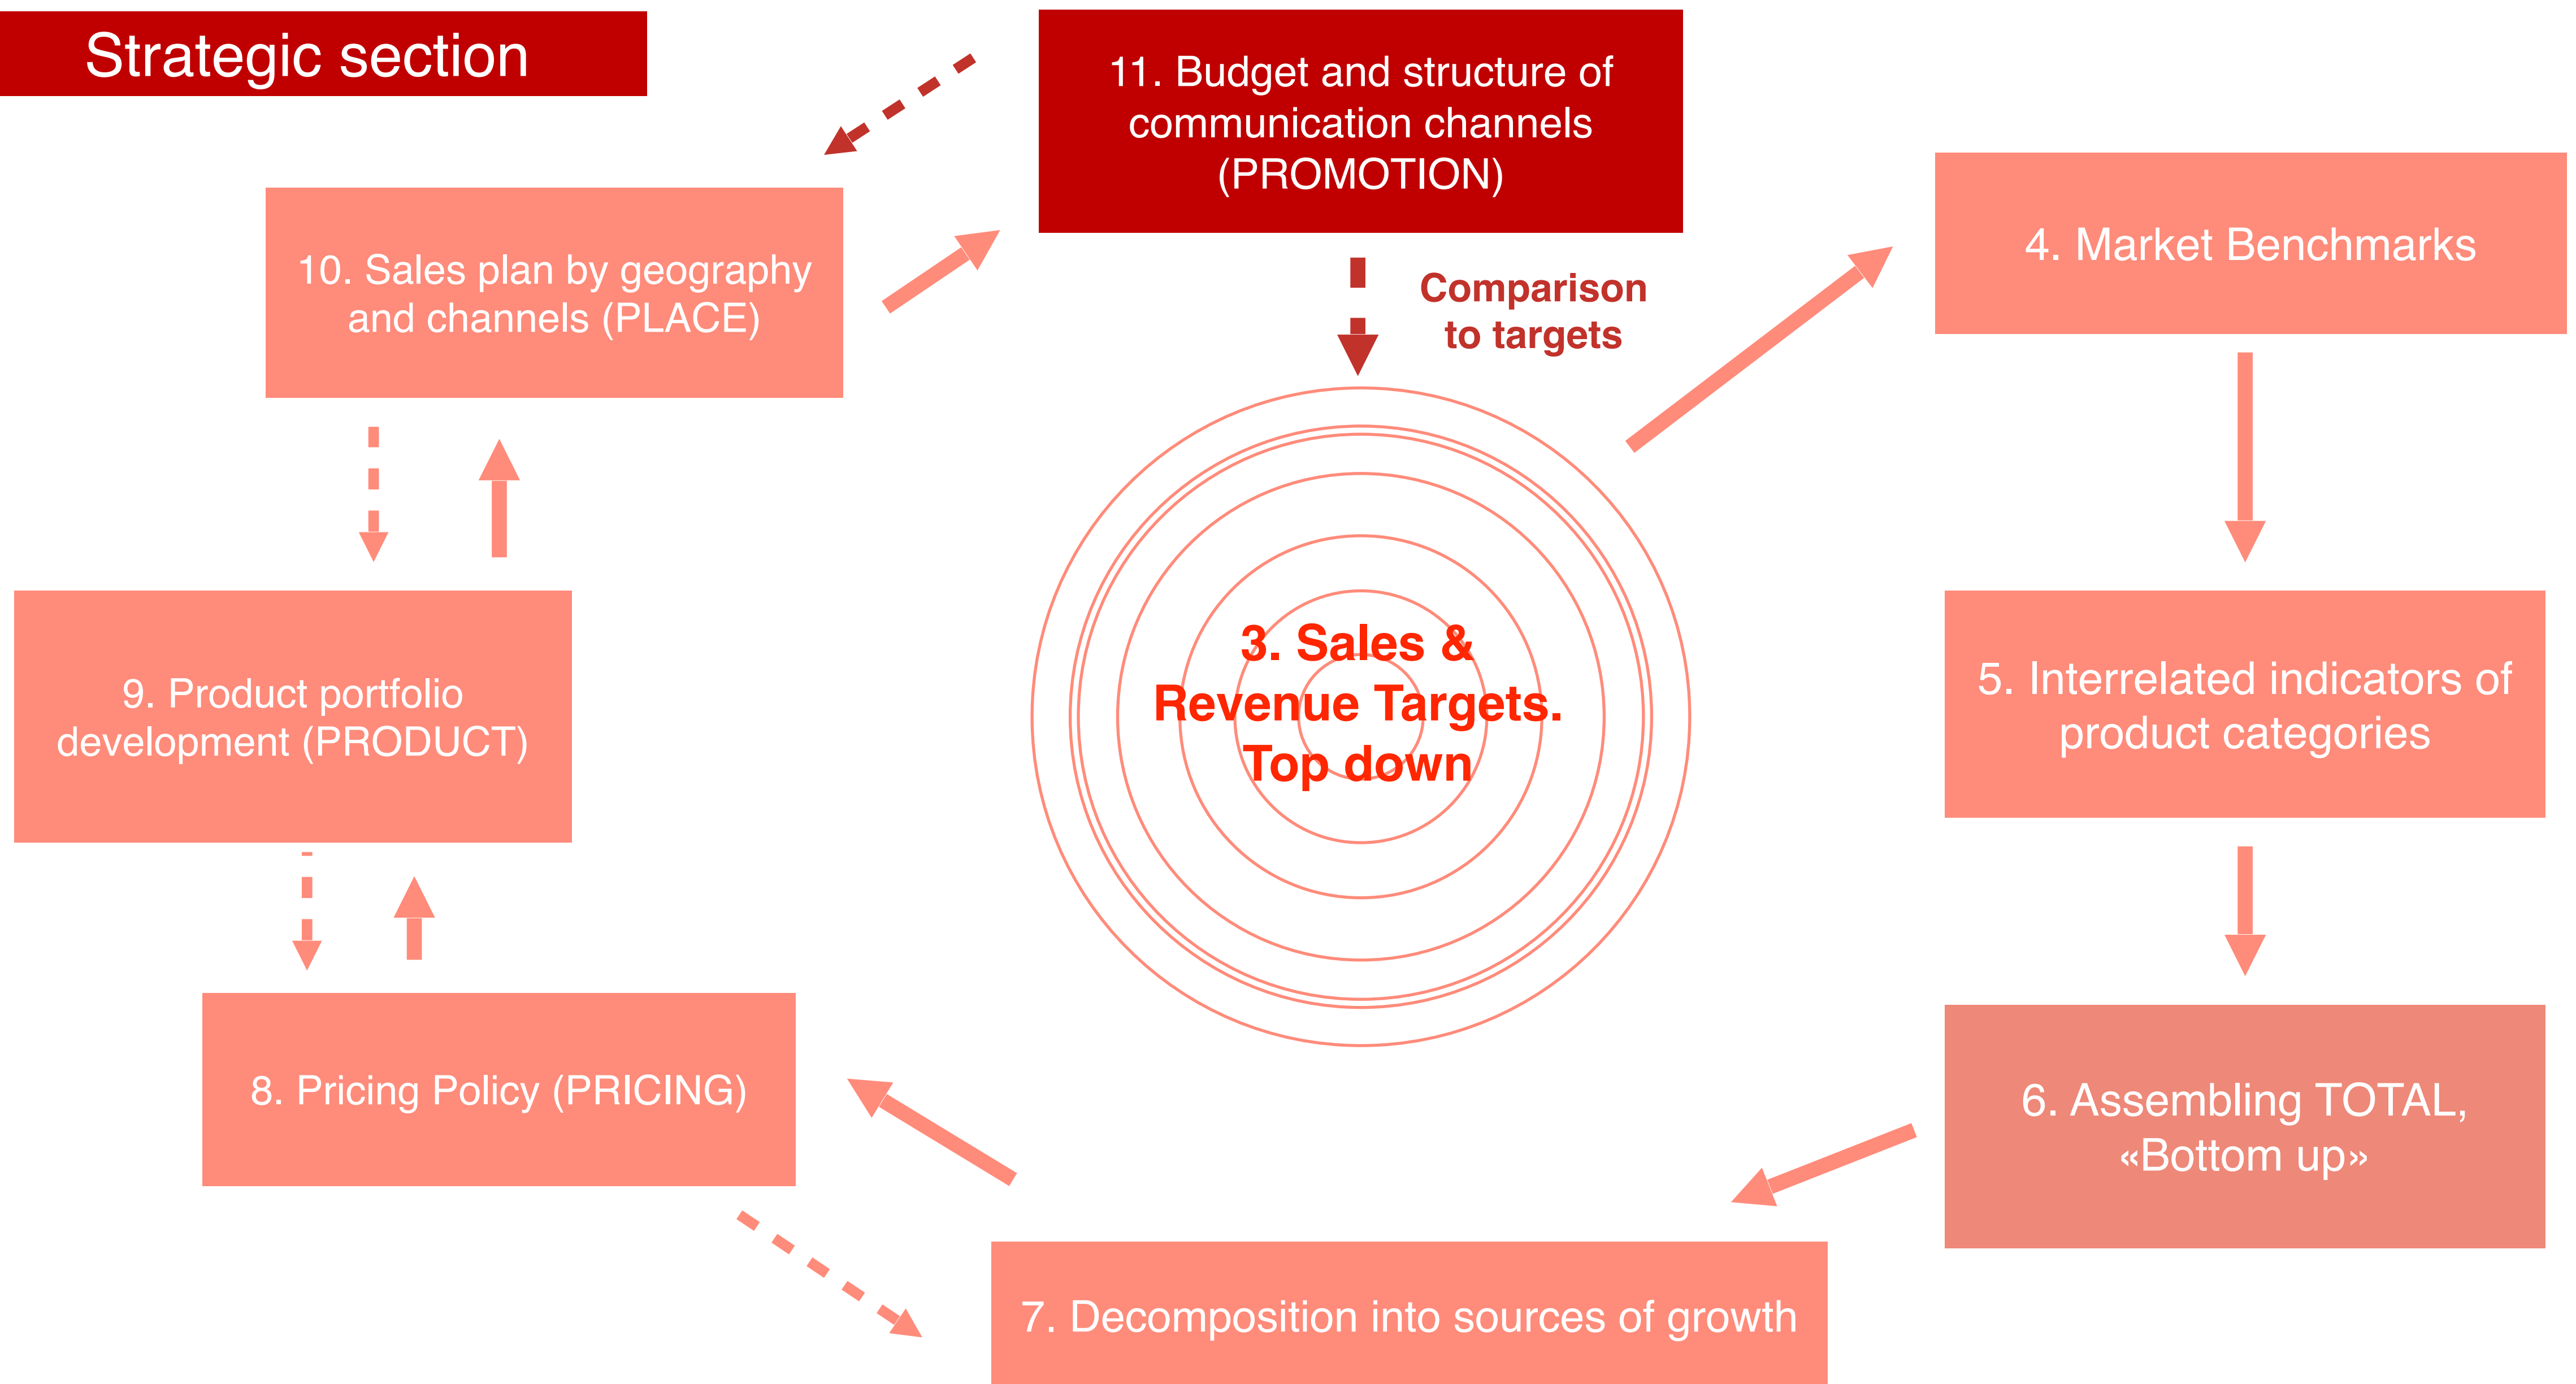 Strategic section
11. Budget and structure of
communication channels
(PROMOTION)
4. Market Benchmarks
10. Sales plan by geography
and channels (PLACE)
Comparison
to targets
3. Sales &
Revenue Targets.
Top down
5. Interrelated indicators of
product categories
9. Product portfolio
development (PRODUCT)
8. Pricing Policy (PRICING)
6. Assembling TOTAL,
«Bottom up»
7. Decomposition into sources of growth